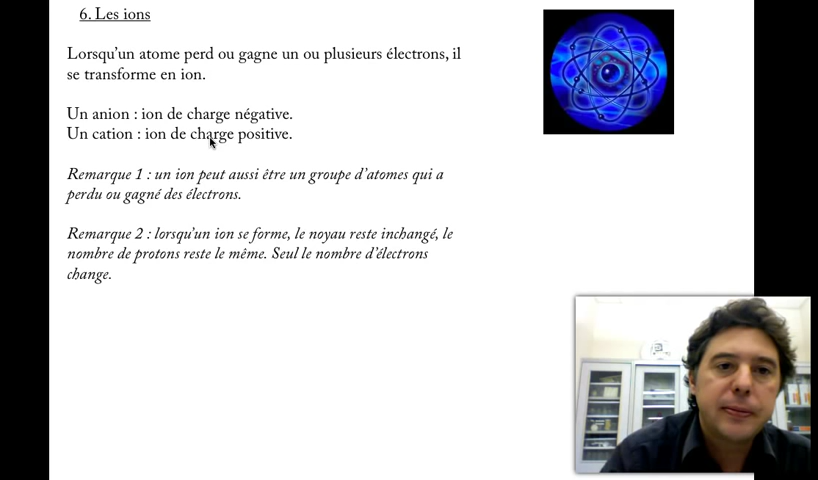 6. Les ions
Lorsqu’un atome perd ou gagne un ou plusieurs électrons, il
se transforme en ion.
Un anion : ion de charge négative.
Un cation : ion de charge positive.
Remarque 1 : un ion peut aussi être un groupe d’atomes qui a
perdu ou gagné des électrons.
Remarque 2 : lorsqu’un ion se forme, le noyau reste inchangé, le
nombre de protons reste le même. Seul le nombre d’électrons
change.